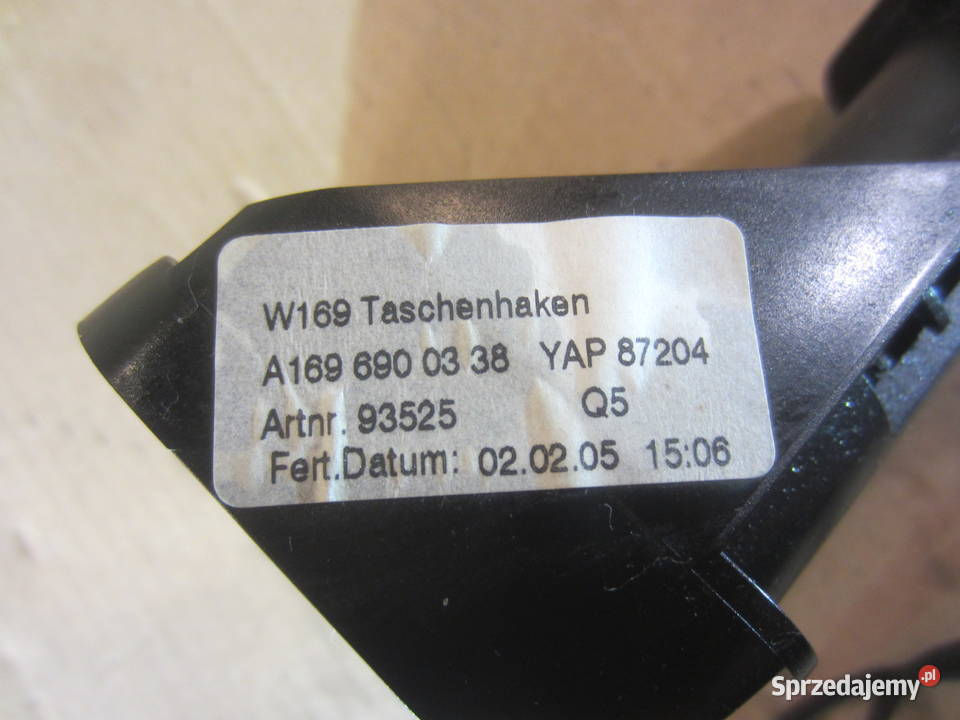 W169 Taschenhaken
A169 690 03 38 YAP 87204
Artnr. 93525 Q5
Fert.Datum: 02.02.05 15:06
Sprzedajemy.pl